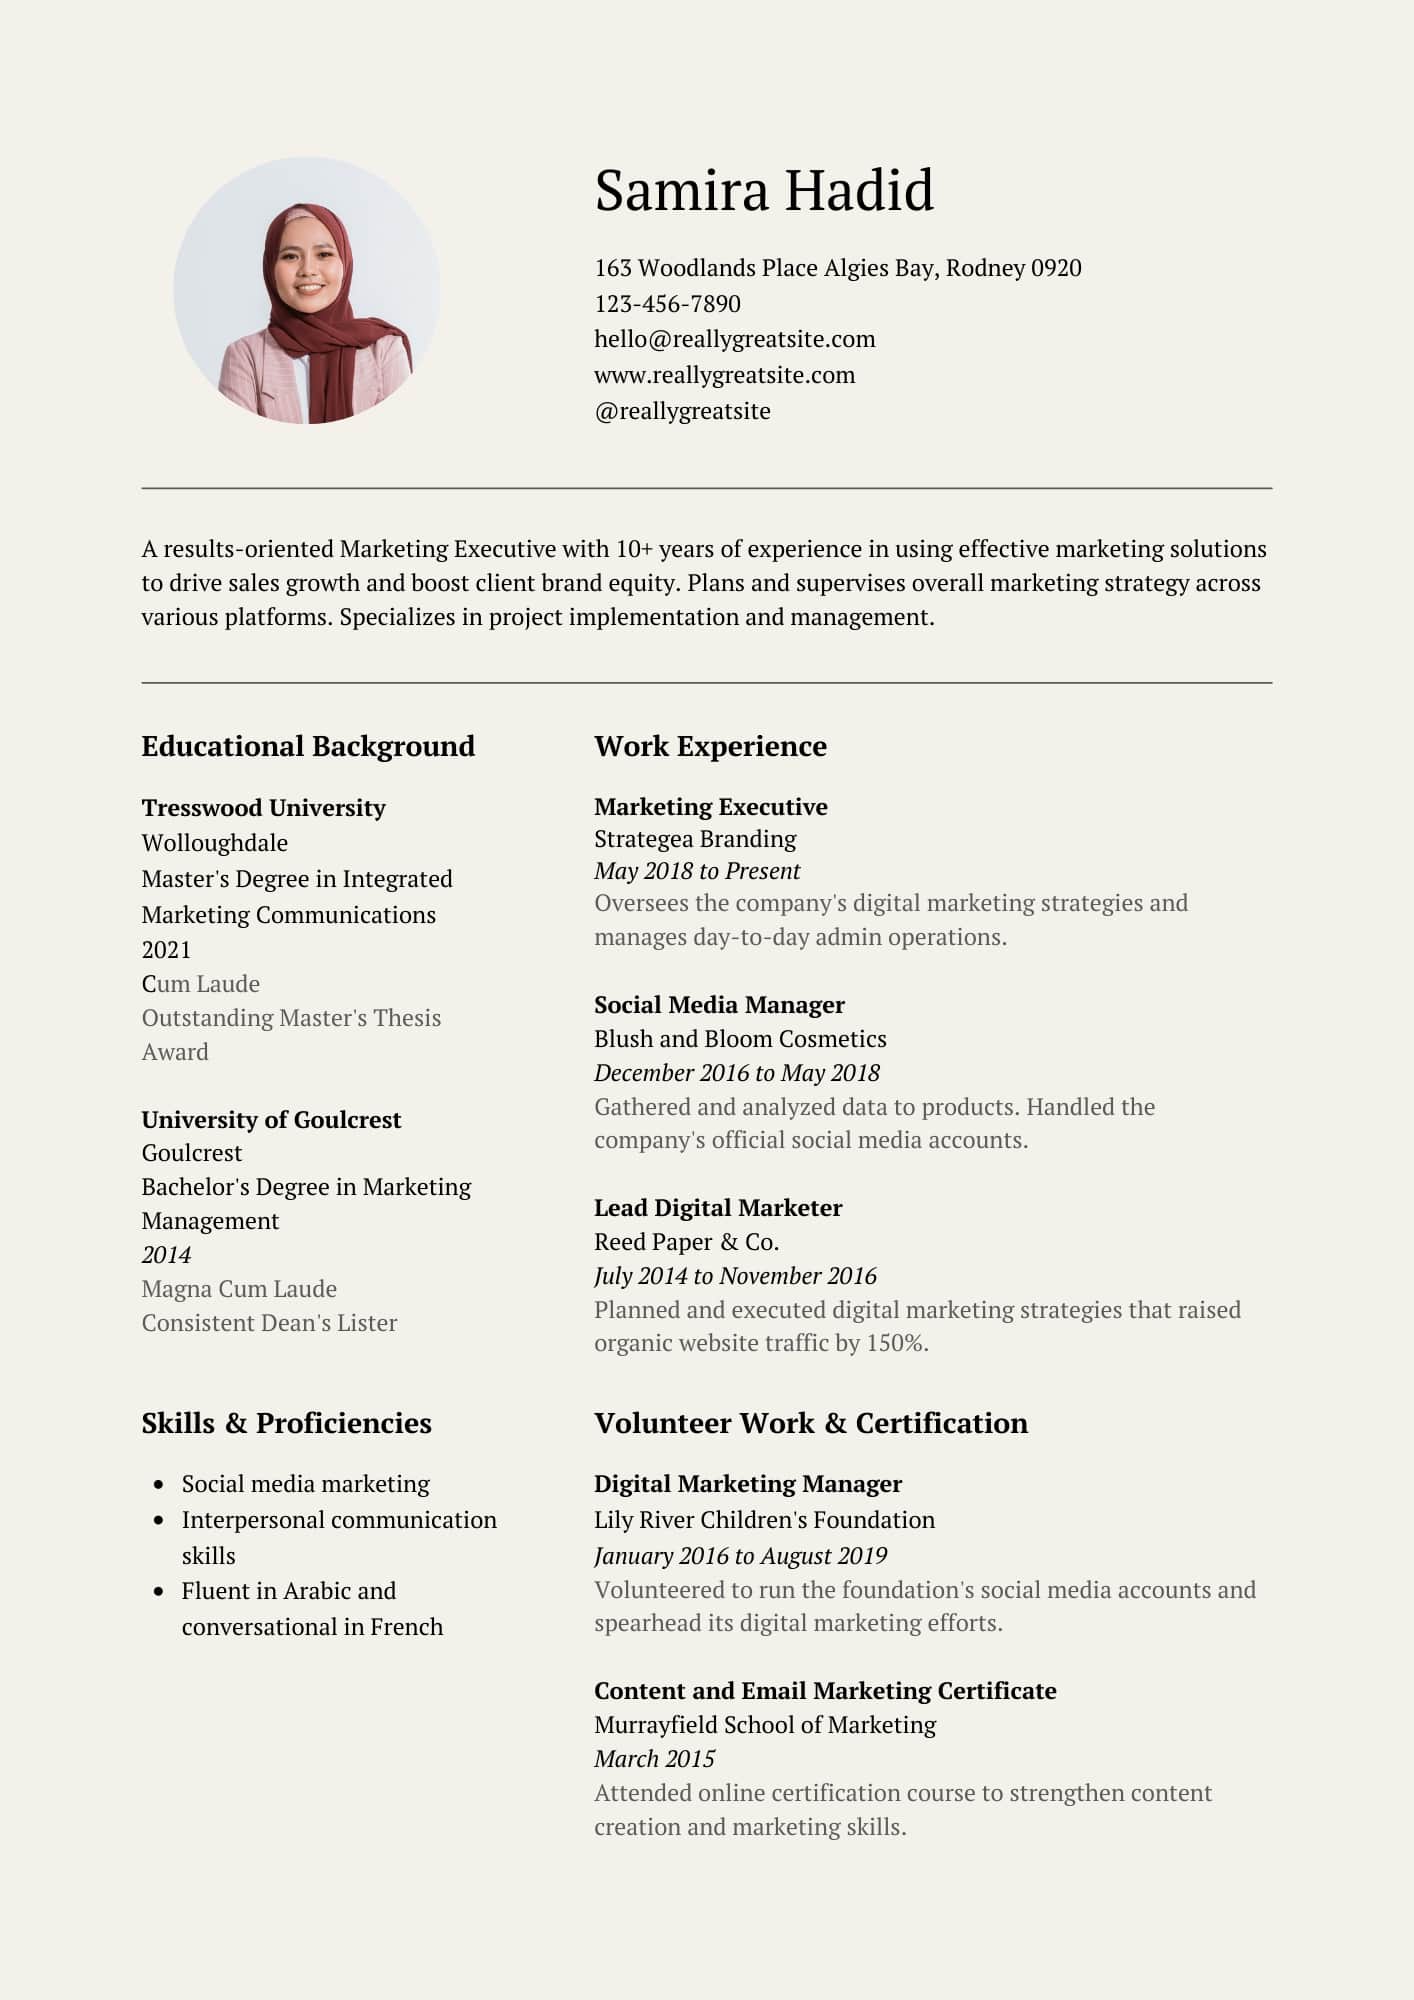 Samira Hadid
163 Woodlands Place Algies Bay, Rodney 0920
123-456-7890
hello@reallygreatsite.com
www.reallygreatsite.com
@reallygreatsite
A results-oriented Marketing Executive with 10+ years of experience in using effective marketing solutions
to drive sales growth and boost client brand equity. Plans and supervises overall marketing strategy across
various platforms. Specializes in project implementation and management.
Educational Background
Tresswood University
Wolloughdale
Master's Degree in Integrated
Marketing Communications
2021
Cum Laude
Outstanding Master's Thesis
Award
University of Goulcrest
Goulcrest
Bachelor's Degree in Marketing
Management
2014
Magna Cum Laude
Consistent Dean's Lister
Skills & Proficiencies
• Social media marketing
• Interpersonal communication
skills
• Fluent in Arabic and
conversational in French
Work Experience
Marketing Executive
Strategea Branding
May 2018 to Present
Oversees the company's digital marketing strategies and
manages day-to-day admin operations.
Social Media Manager
Blush and Bloom Cosmetics
December 2016 to May 2018
Gathered and analyzed data to products. Handled the
company's official social media accounts.
Lead Digital Marketer
Reed Paper & Co.
July 2014 to November 2016
Planned and executed digital marketing strategies that raised
organic website traffic by 150%.
Volunteer Work & Certification
Digital Marketing Manager
Lily River Children's Foundation
January 2016 to August 2019
Volunteered to run the foundation's social media accounts and
spearhead its digital marketing efforts.
Content and Email Marketing Certificate
Murrayfield School of Marketing
March 2015
Attended online certification course to strengthen content
creation and marketing skills.